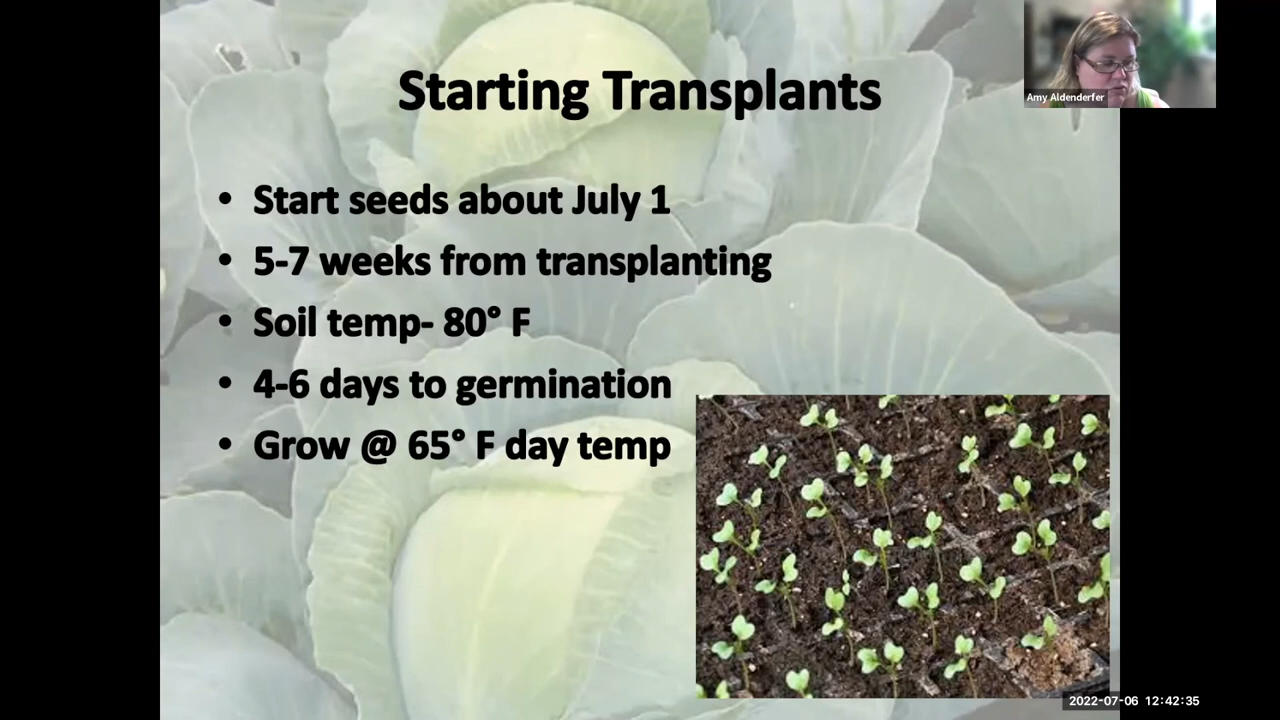 Starting Transplants
Amy Aldenderfer
• Start seeds about July 1
• 5-7 weeks from transplanting
• Soil temp- 80° F
• 4-6 days to germination
• Grow @ 65° F day temp
2022-07-06 12:42:35